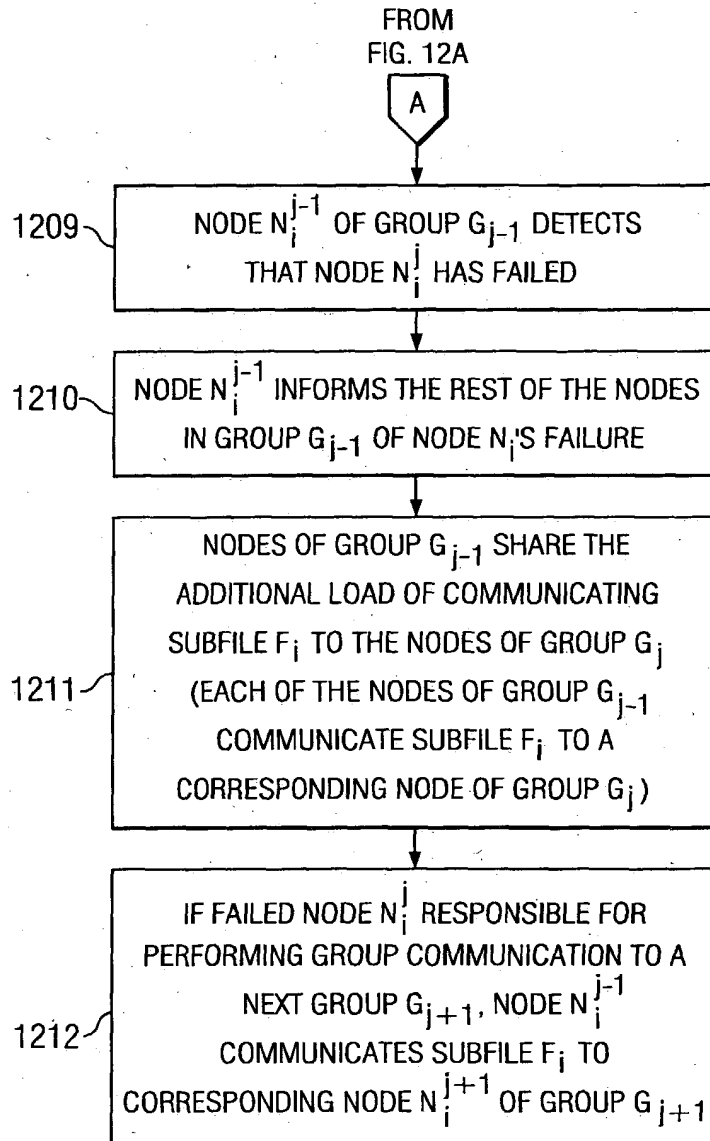 FROM
FIG. 12A
A
1209
NODE N_i^{j-1} OF GROUP G_{j-1} DETECTS
THAT NODE N_i^j HAS FAILED
1210
NODE N_i^{j-1} INFORMS THE REST OF THE NODES
IN GROUP G_{j-1} OF NODE N_i'S FAILURE
1211
NODES OF GROUP G_{j-1} SHARE THE
ADDITIONAL LOAD OF COMMUNICATING
SUBFILE F_i TO THE NODES OF GROUP G_j
(EACH OF THE NODES OF GROUP G_{j-1}
COMMUNICATE SUBFILE F_i TO A
CORRESPONDING NODE OF GROUP G_j)
1212
IF FAILED NODE N_i^j RESPONSIBLE FOR
PERFORMING GROUP COMMUNICATION TO A
NEXT GROUP G_{j+1}, NODE N_i^{j-1}
COMMUNICATES SUBFILE F_i TO
CORRESPONDING NODE N_i^{j+1} OF GROUP G_{j+1}